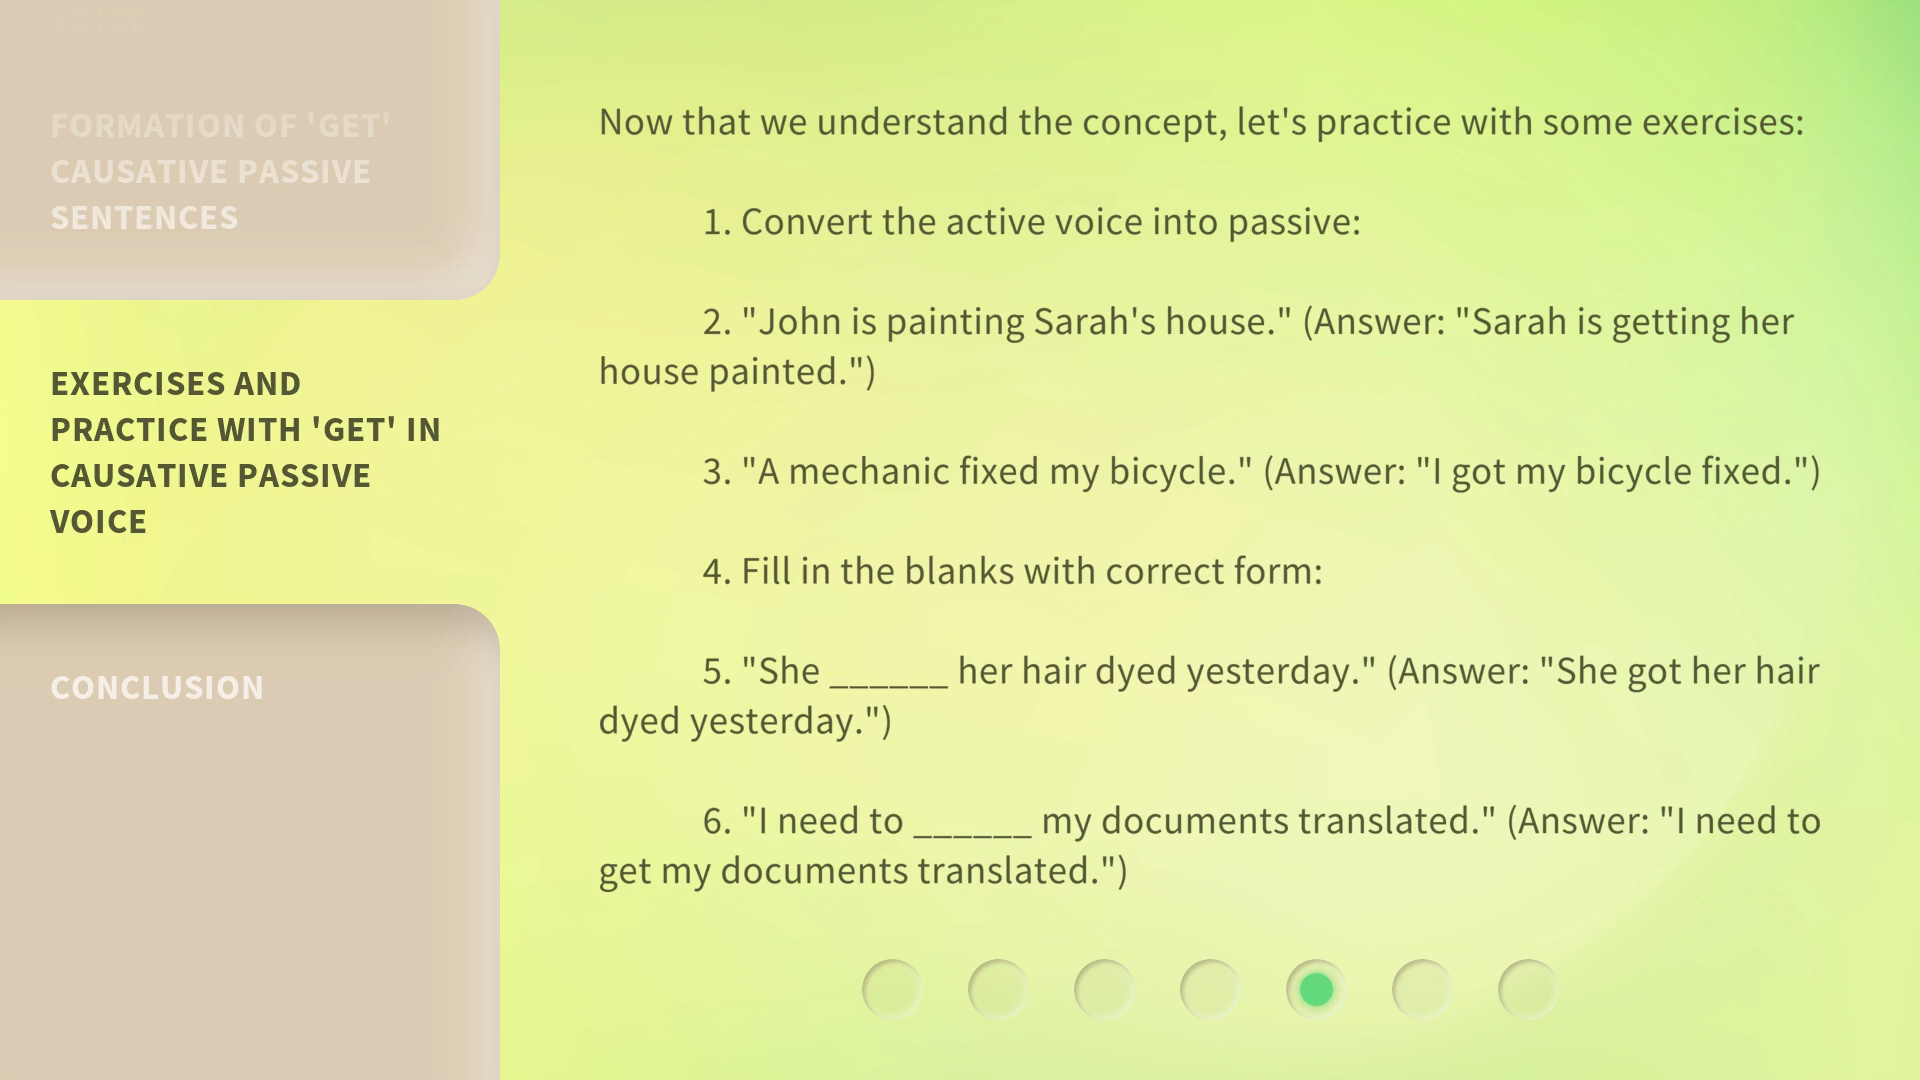 VOICE
FORMATION OF 'GET'
CAUSATIVE PASSIVE
SENTENCES
EXERCISES AND
PRACTICE WITH 'GET' IN
CAUSATIVE PASSIVE
VOICE
CONCLUSION
Now that we understand the concept, let's practice with some exercises:
1. Convert the active voice into passive:
2. "John is painting Sarah's house." (Answer: "Sarah is getting her
house painted.")
3. "A mechanic fixed my bicycle." (Answer: "I got my bicycle fixed.")
4. Fill in the blanks with correct form:
5. "She ______ her hair dyed yesterday." (Answer: "She got her hair
dyed yesterday.")
6. "I need to ______ my documents translated." (Answer: "I need to
get my documents translated.")